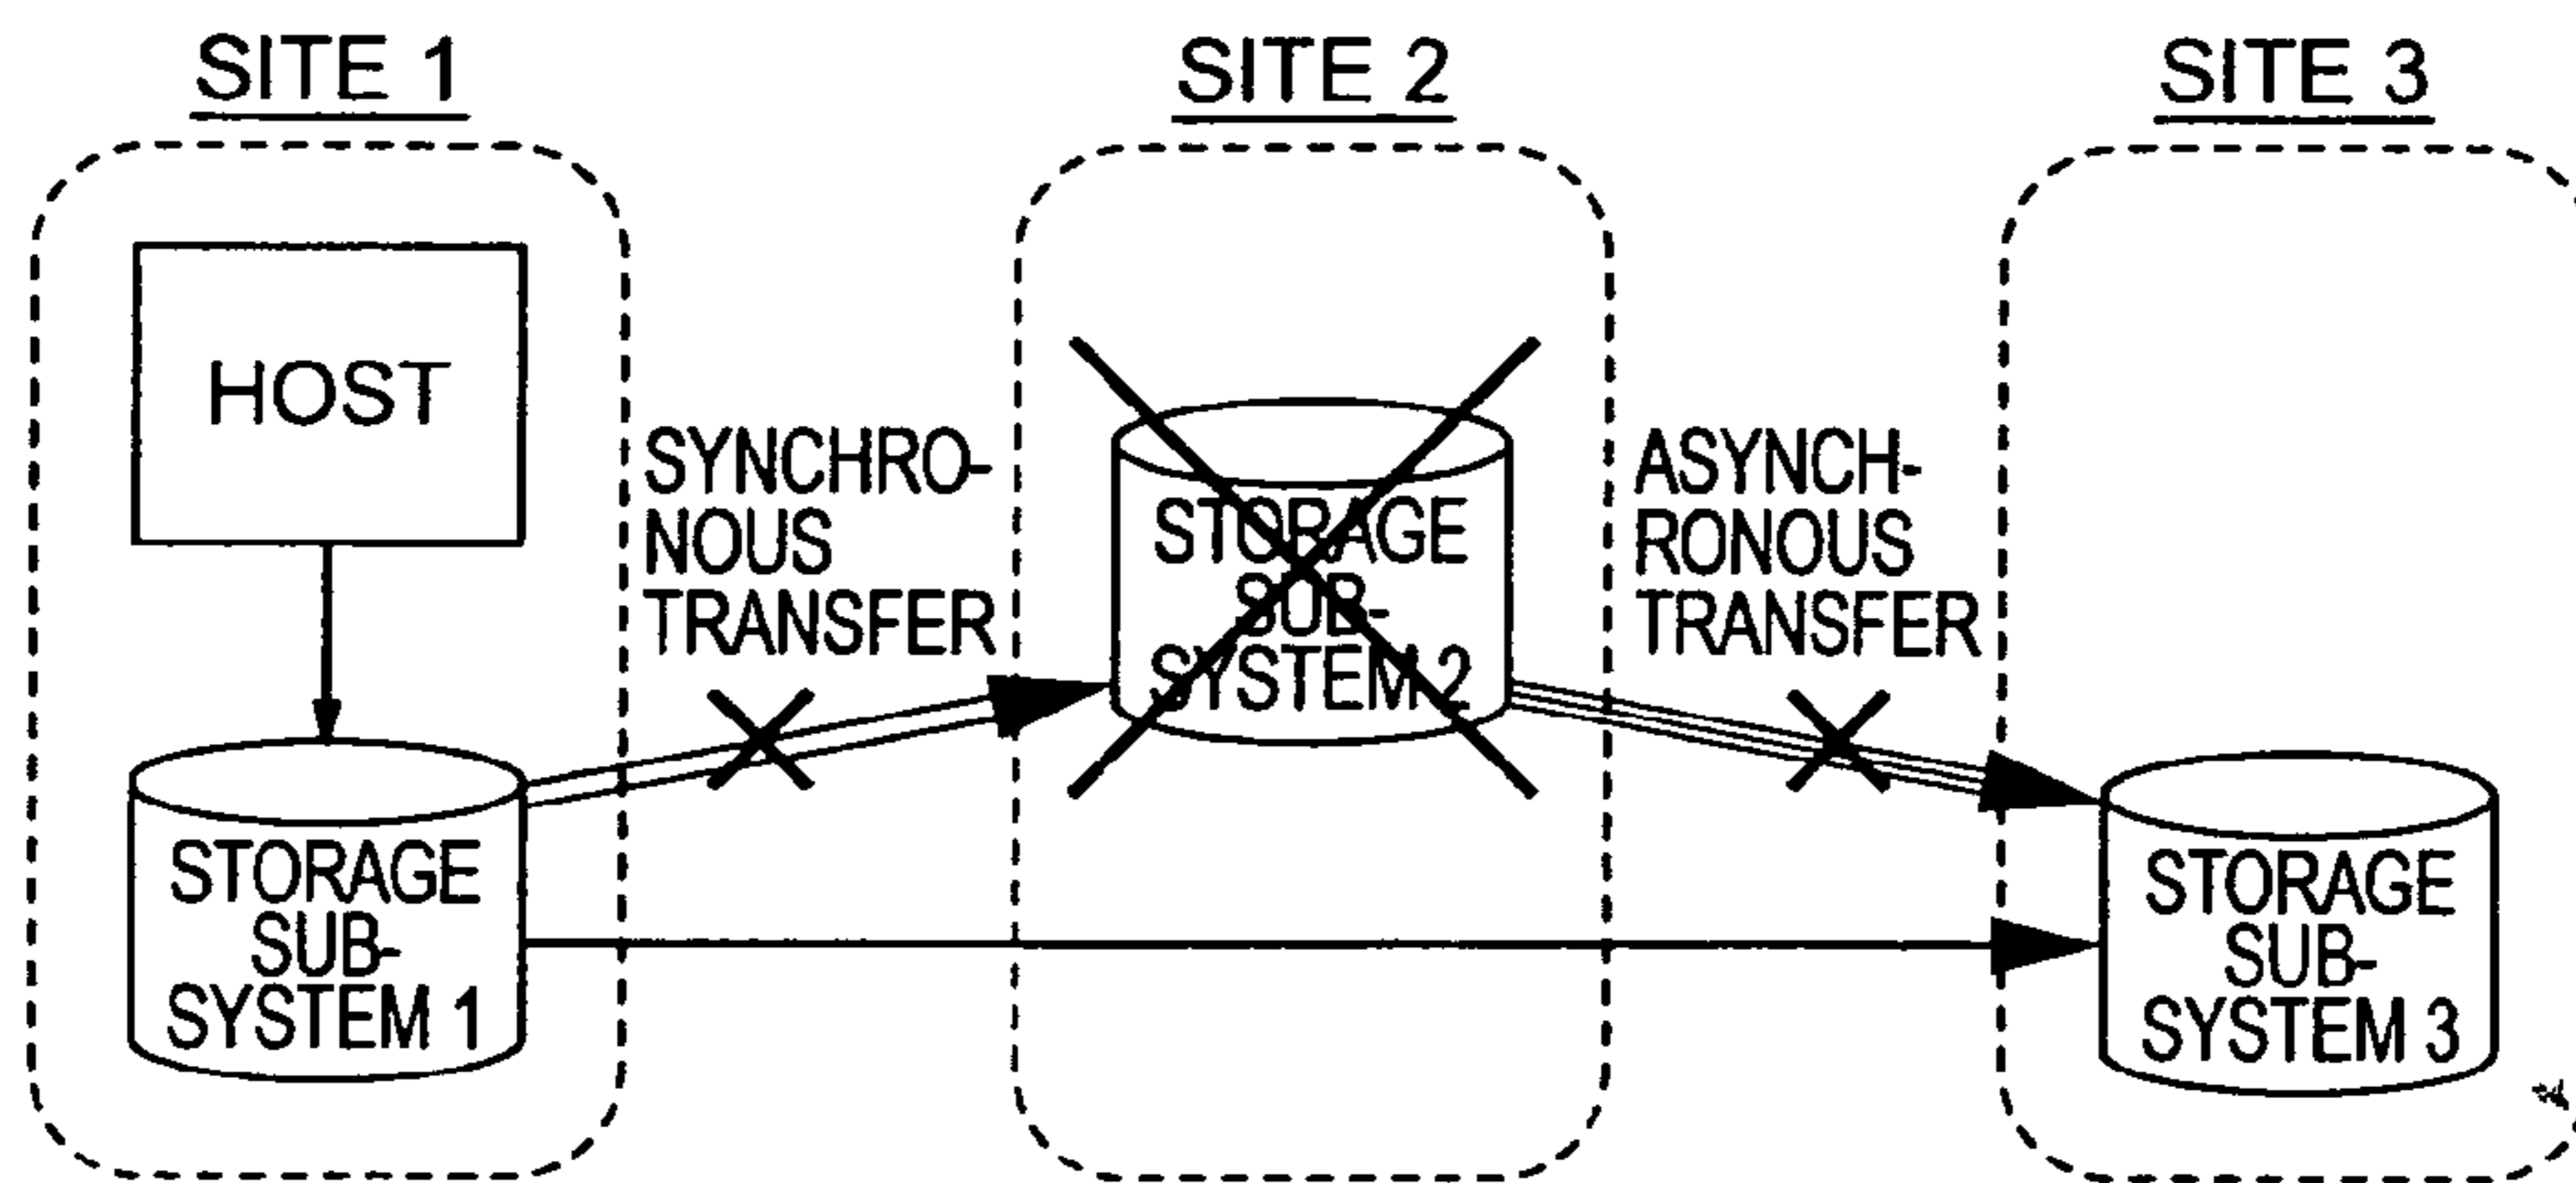 SITE 1
SITE 2
SITE 3
HOST
SYNCHRO-
NOUS
TRANSFER
STORAGE
SUB-
SYSTEM 2
ASYNCH-
RONOUS
TRANSFER
STORAGE
SUB-
SYSTEM 1
STORAGE
SUB-
SYSTEM 3